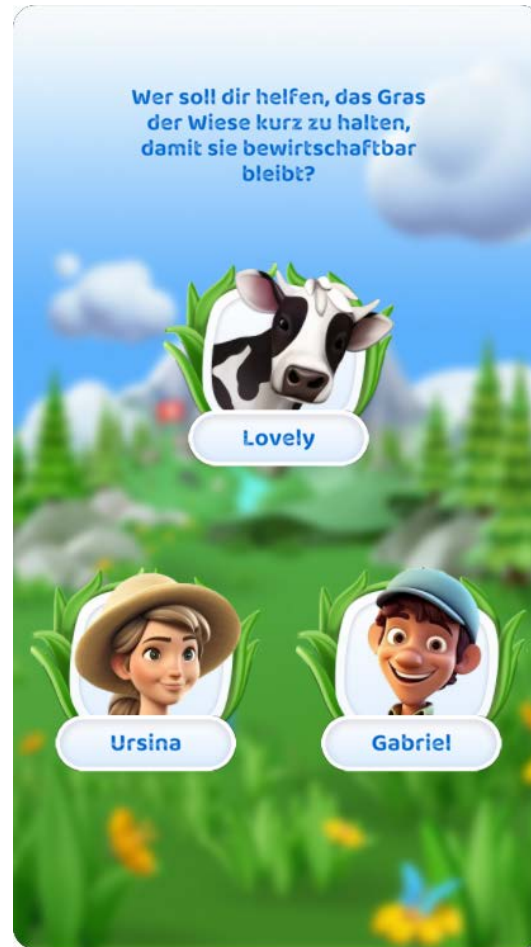 Wer soll dir helfen, das Gras
der Wiese kurz zu halten,
damit sie bewirtschaftbar
bleibt?
Lovely
Ursina
Gabriel